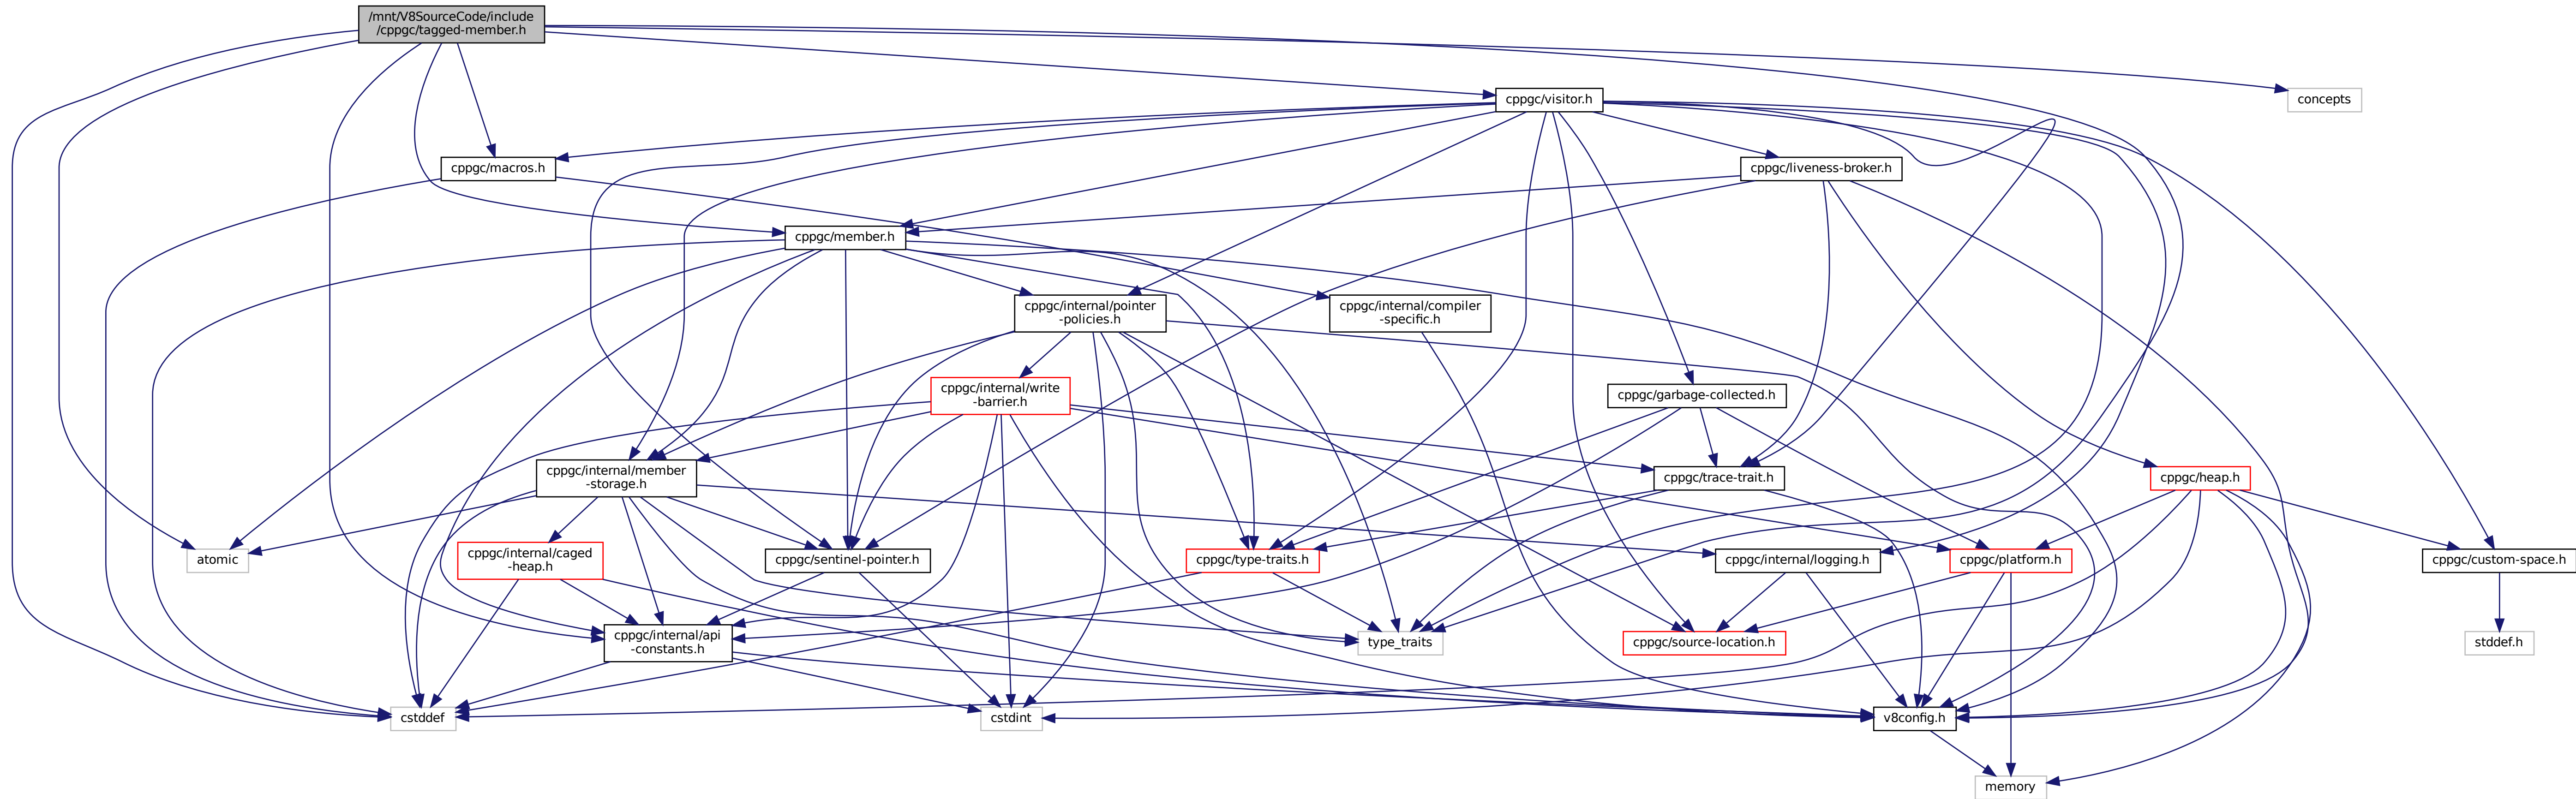 /mnt/V8SourceCode/include
/cppgc/tagged-member.h
cppgc/visitor.h
concepts
cppgc/macros.h
cppgc/liveness-broker.h
cppgc/member.h
cppgc/internal/pointer
-policies.h
cppgc/internal/compiler
-specific.h
cppgc/internal/write
-barrier.h
cppgc/garbage-collected.h
cppgc/internal/member
-storage.h
cppgc/trace-trait.h
cppgc/heap.h
atomic
cppgc/internal/caged
-heap.h
cppgc/sentinel-pointer.h
cppgc/type-traits.h
cppgc/internal/logging.h
cppgc/platform.h
cppgc/custom-space.h
cppgc/internal/api
-constants.h
type_traits
cppgc/source-location.h
stddef.h
cstddef
cstdint
v8config.h
memory